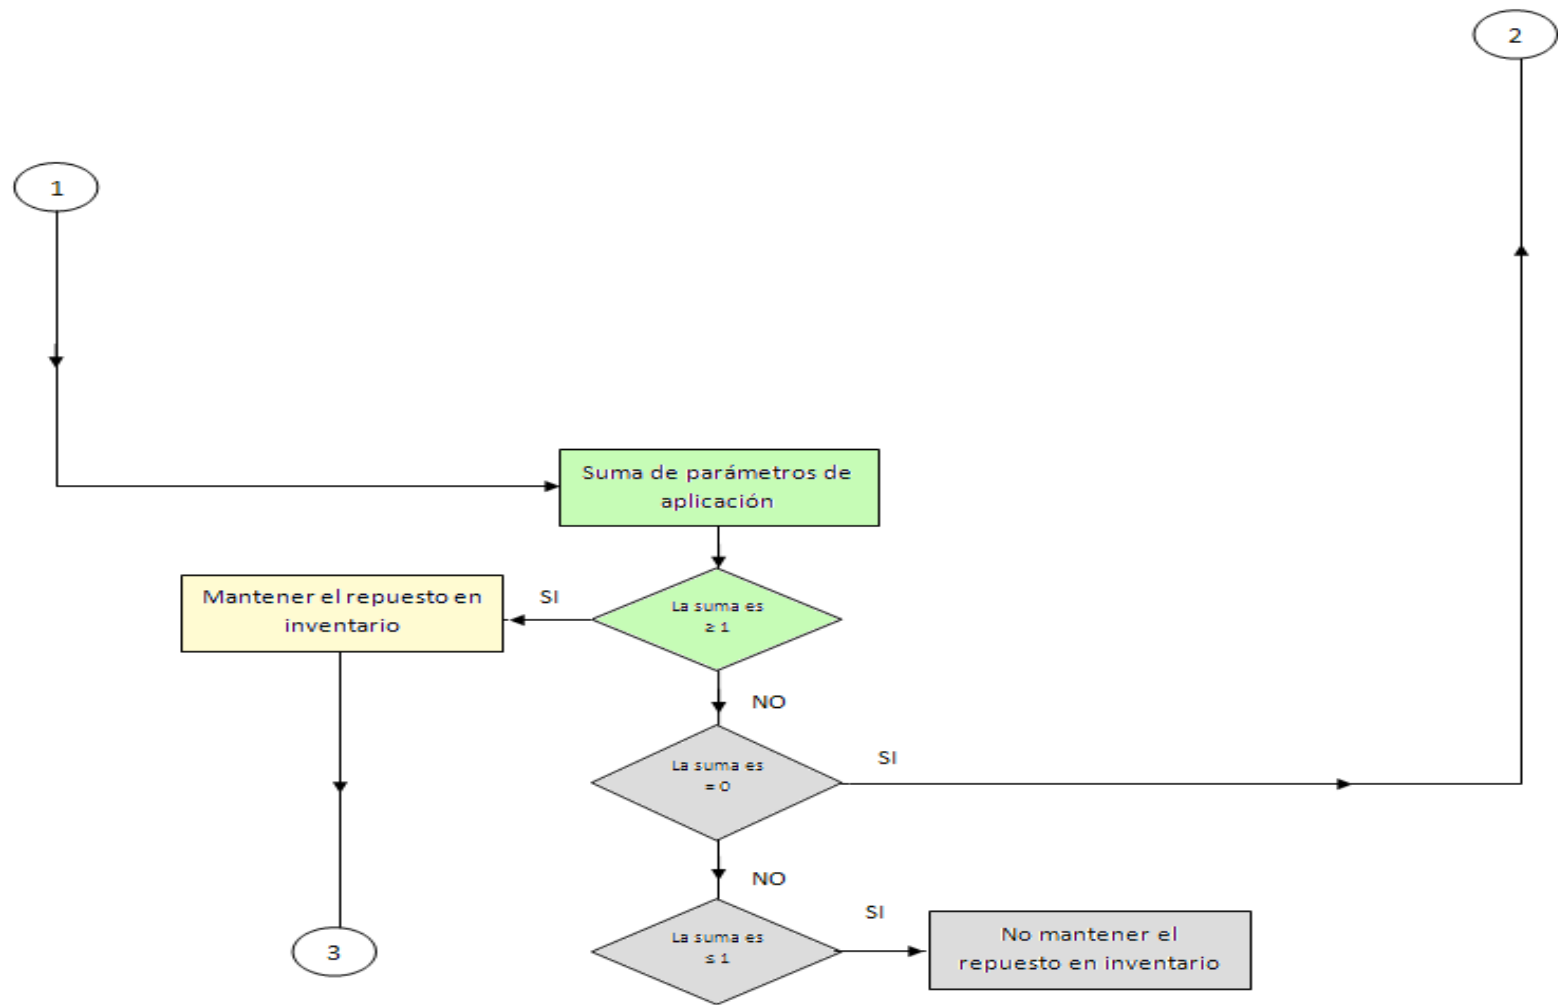 2
1
Suma de parámetros de
aplicación
Mantener el repuesto en
inventario
SI
La suma es
≥ 1
NO
La suma es
= 0
SI
NO
La suma es
≤ 1
SI
No mantener el
repuesto en inventario
3